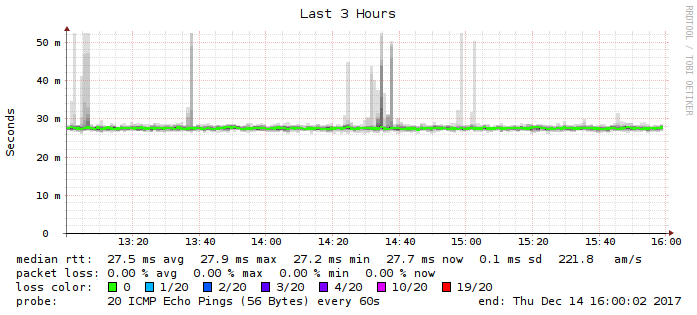 Last 3 Hours
RRDTOOL / TOBI OETIKER
Seconds
50 m
40 m
30 m
20 m
10 m
0
13:20 13:40 14:00 14:20 14:40 15:00 15:20 15:40 16:00
median rtt: 27.5 ms avg 27.9 ms max 27.2 ms min 27.7 ms now 0.1 ms sd 221.8 am/s
packet loss: 0.00 % avg 0.00 % max 0.00 % min 0.00 % now
loss color: 0 1/20 2/20 3/20 4/20 10/20 19/20
probe: 20 ICMP Echo Pings (56 Bytes) every 60s end: Thu Dec 14 16:00:02 2017